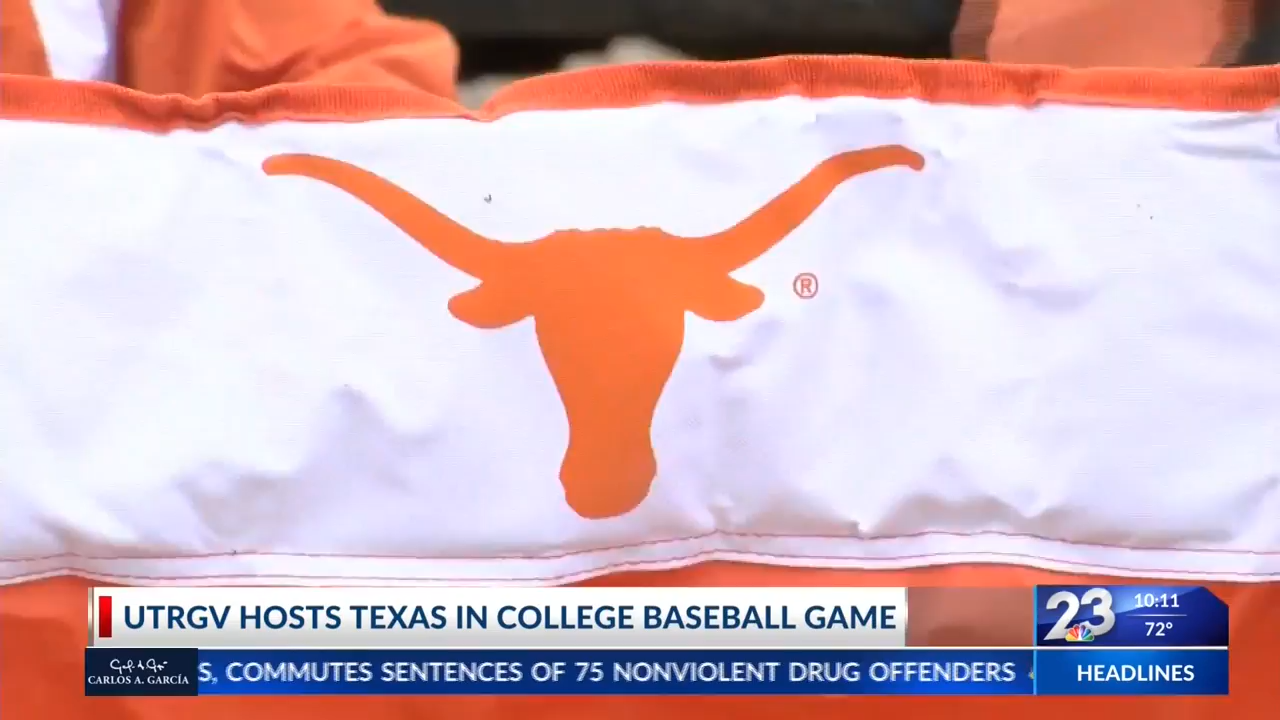 ®
UTRGV HOSTS TEXAS IN COLLEGE BASEBALL GAME
23
10:11
72°
CARLOS A. GARCÍA
S, COMMUTES SENTENCES OF 75 NONVIOLENT DRUG OFFENDERS
HEADLINES